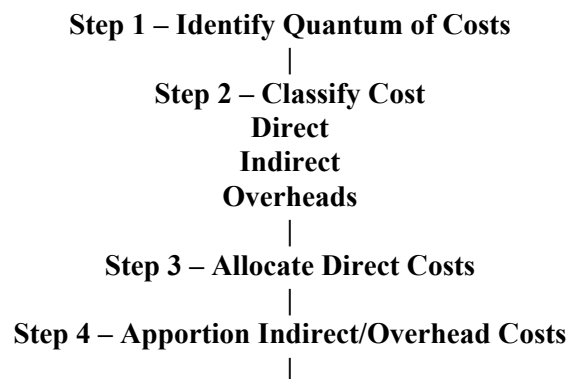 Step 1 – Identify Quantum of Costs
|
Step 2 – Classify Cost
Direct
Indirect
Overheads
|
Step 3 – Allocate Direct Costs
|
Step 4 – Apportion Indirect/Overhead Costs
|